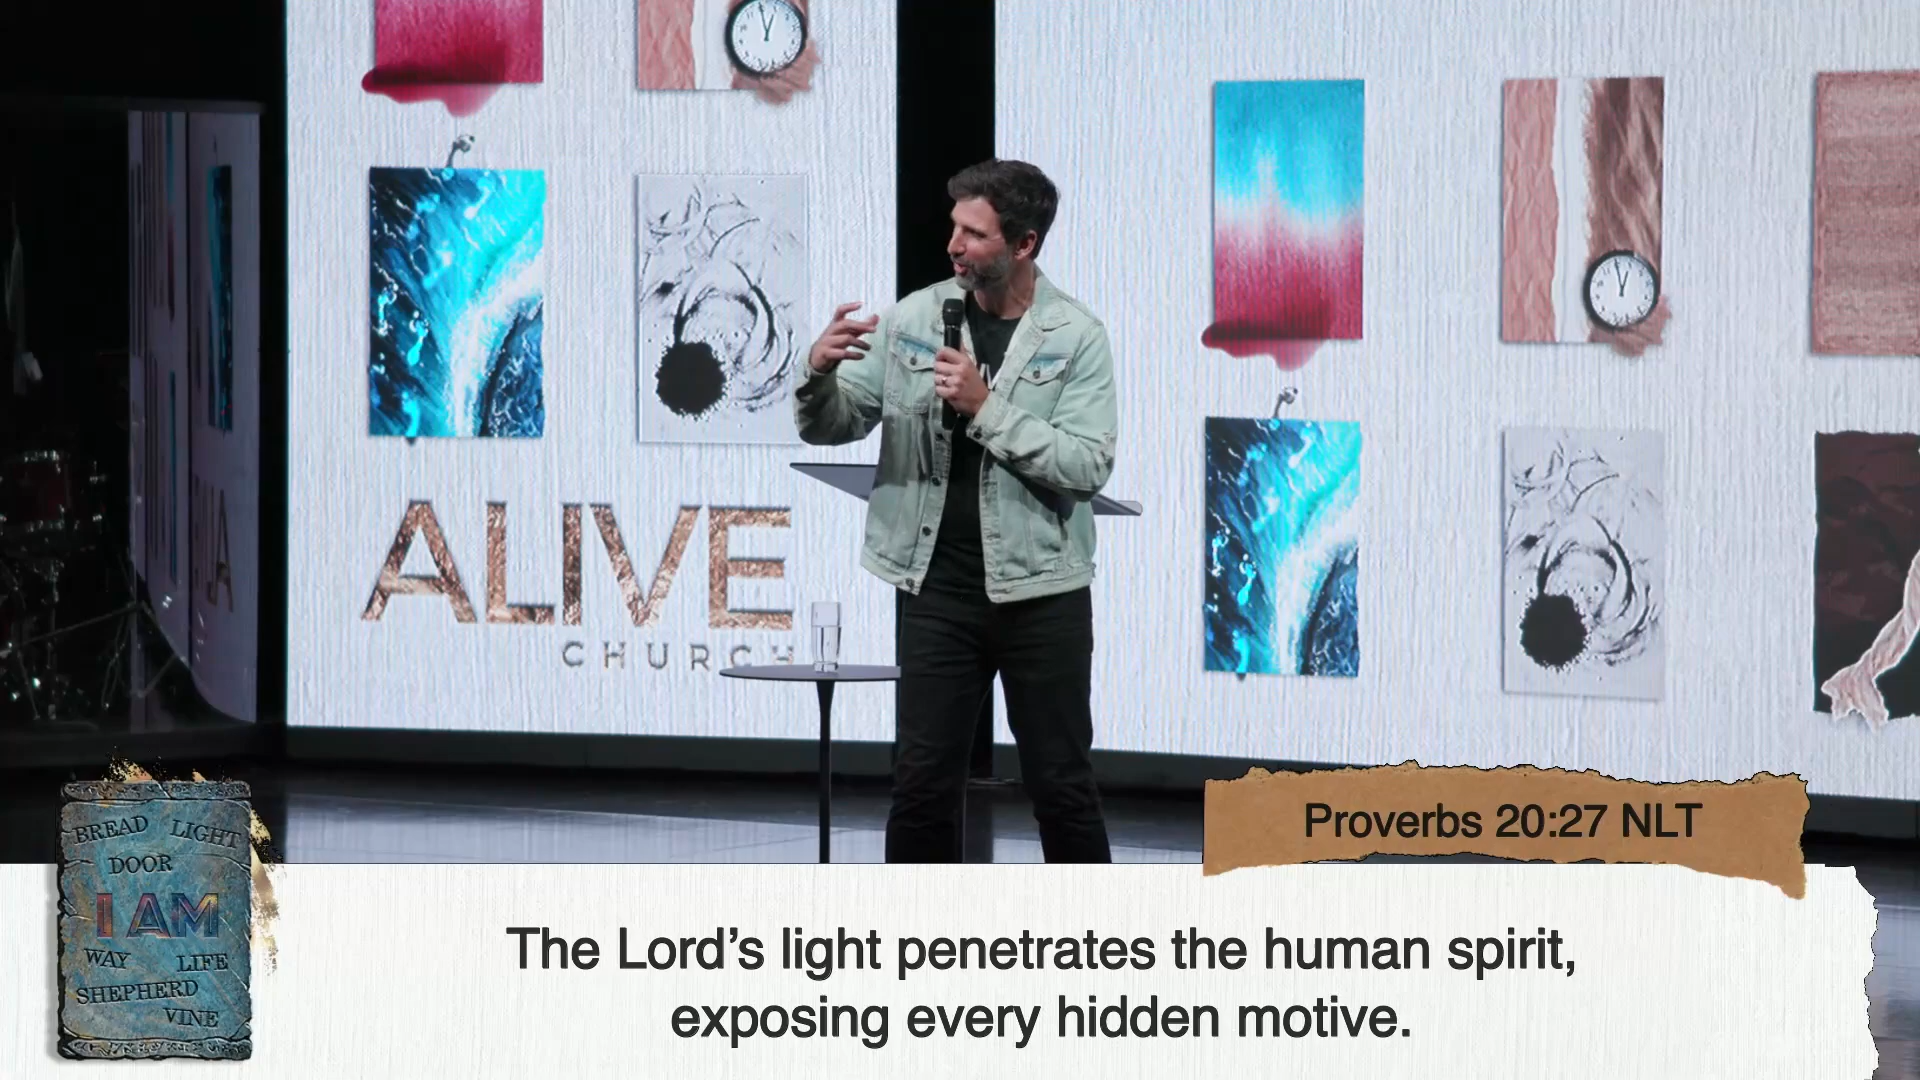 ALIVE
CHURCH
Proverbs 20:27 NLT
BREAD LIGHT
DOOR
I AM
WAY LIFE
SHEPHERD
VINE
The Lord’s light penetrates the human spirit,
exposing every hidden motive.